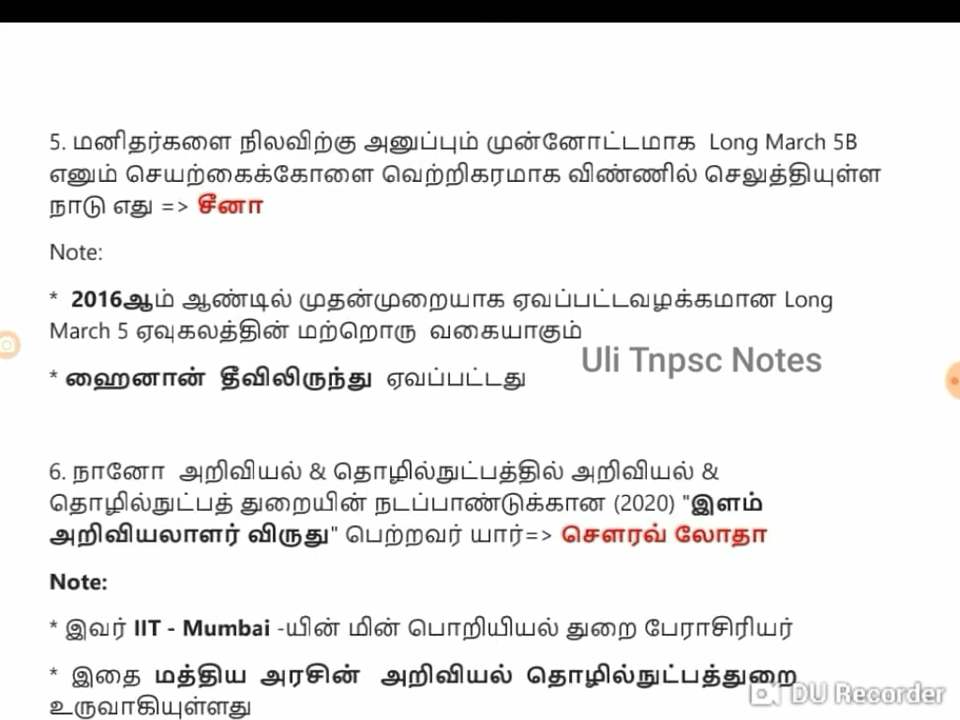 5. மனிதர்களை நிலவிற்கு அனுப்பும் முன்னோட்டமாக Long March 5B
எனும் செயற்கைக்கோளை வெற்றிகரமாக விண்ணில் செலுத்தியுள்ள
நாடு எது => சீனா
Note:
* 2016ஆம் ஆண்டில் முதன்முறையாக ஏவப்பட்டவழக்கமான Long
March 5 ஏவுகலத்தின் மற்றொரு வகையாகும்
Uli Tnpsc Notes
* ஹைனான் தீவிலிருந்து ஏவப்பட்டது
6. நானோ அறிவியல் & தொழில்நுட்பத்தில் அறிவியல் &
தொழில்நுட்பத் துறையின் நடப்பாண்டுக்கான (2020) "இளம்
அறிவியலாளர் விருது" பெற்றவர் யார்=> சௌரவ் லோதா
Note:
* இவர் IIT - Mumbai -யின் மின் பொறியியல் துறை பேராசிரியர்
* இதை மத்திய அரசின் அறிவியல் தொழில்நுட்பத்துறை
உருவாகியுள்ளது
DU Recorder